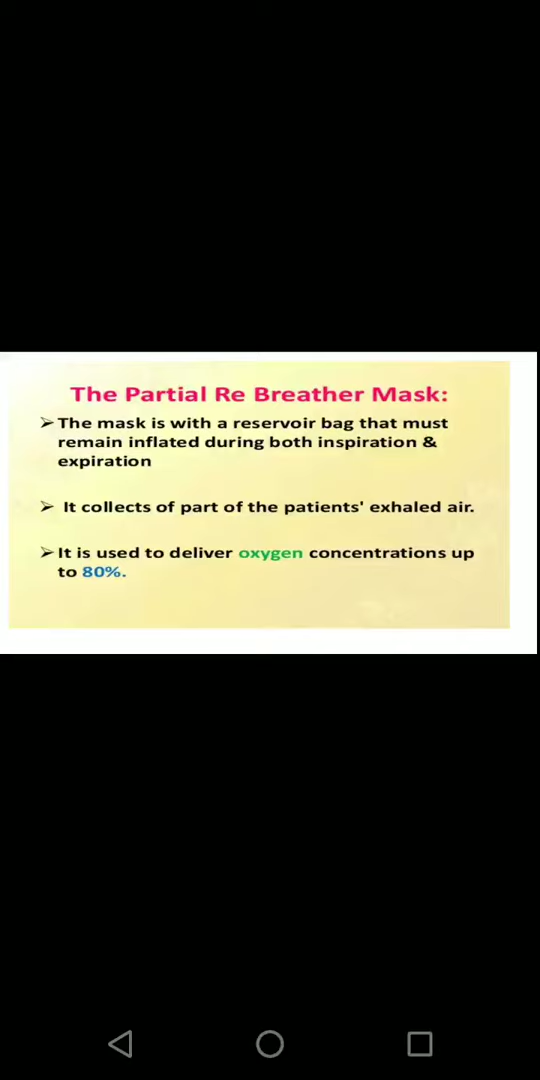 The Partial Re Breather Mask:
➢The mask is with a reservoir bag that must
remain inflated during both inspiration &
expiration
➢ It collects of part of the patients' exhaled air.
➢It is used to deliver oxygen concentrations up
to 80%.